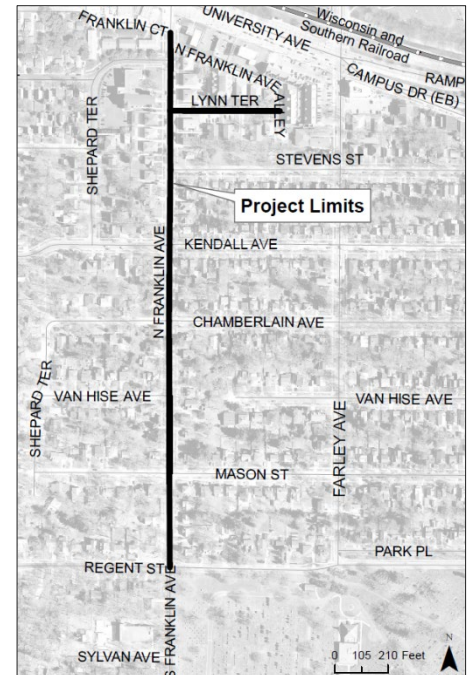 FRANKLIN CT
UNIVERSITY AVE
Wisconsin and
Southern Railroad
RAMP
CAMPUS DR (EB)
N FRANKLIN AVE
LYNN TER
ALLEY
SHEPARD TER
STEVENS ST
Project Limits
KENDALL AVE
N FRANKLIN AVE
CHAMBERLAIN AVE
SHEPARD TER
VAN HISE AVE
VAN HISE AVE
FARLEY AVE
MASON ST
PARK PL
REGENT ST
S FRANKLIN AVE
SYLVAN AVE
0 105 210 Feet
N